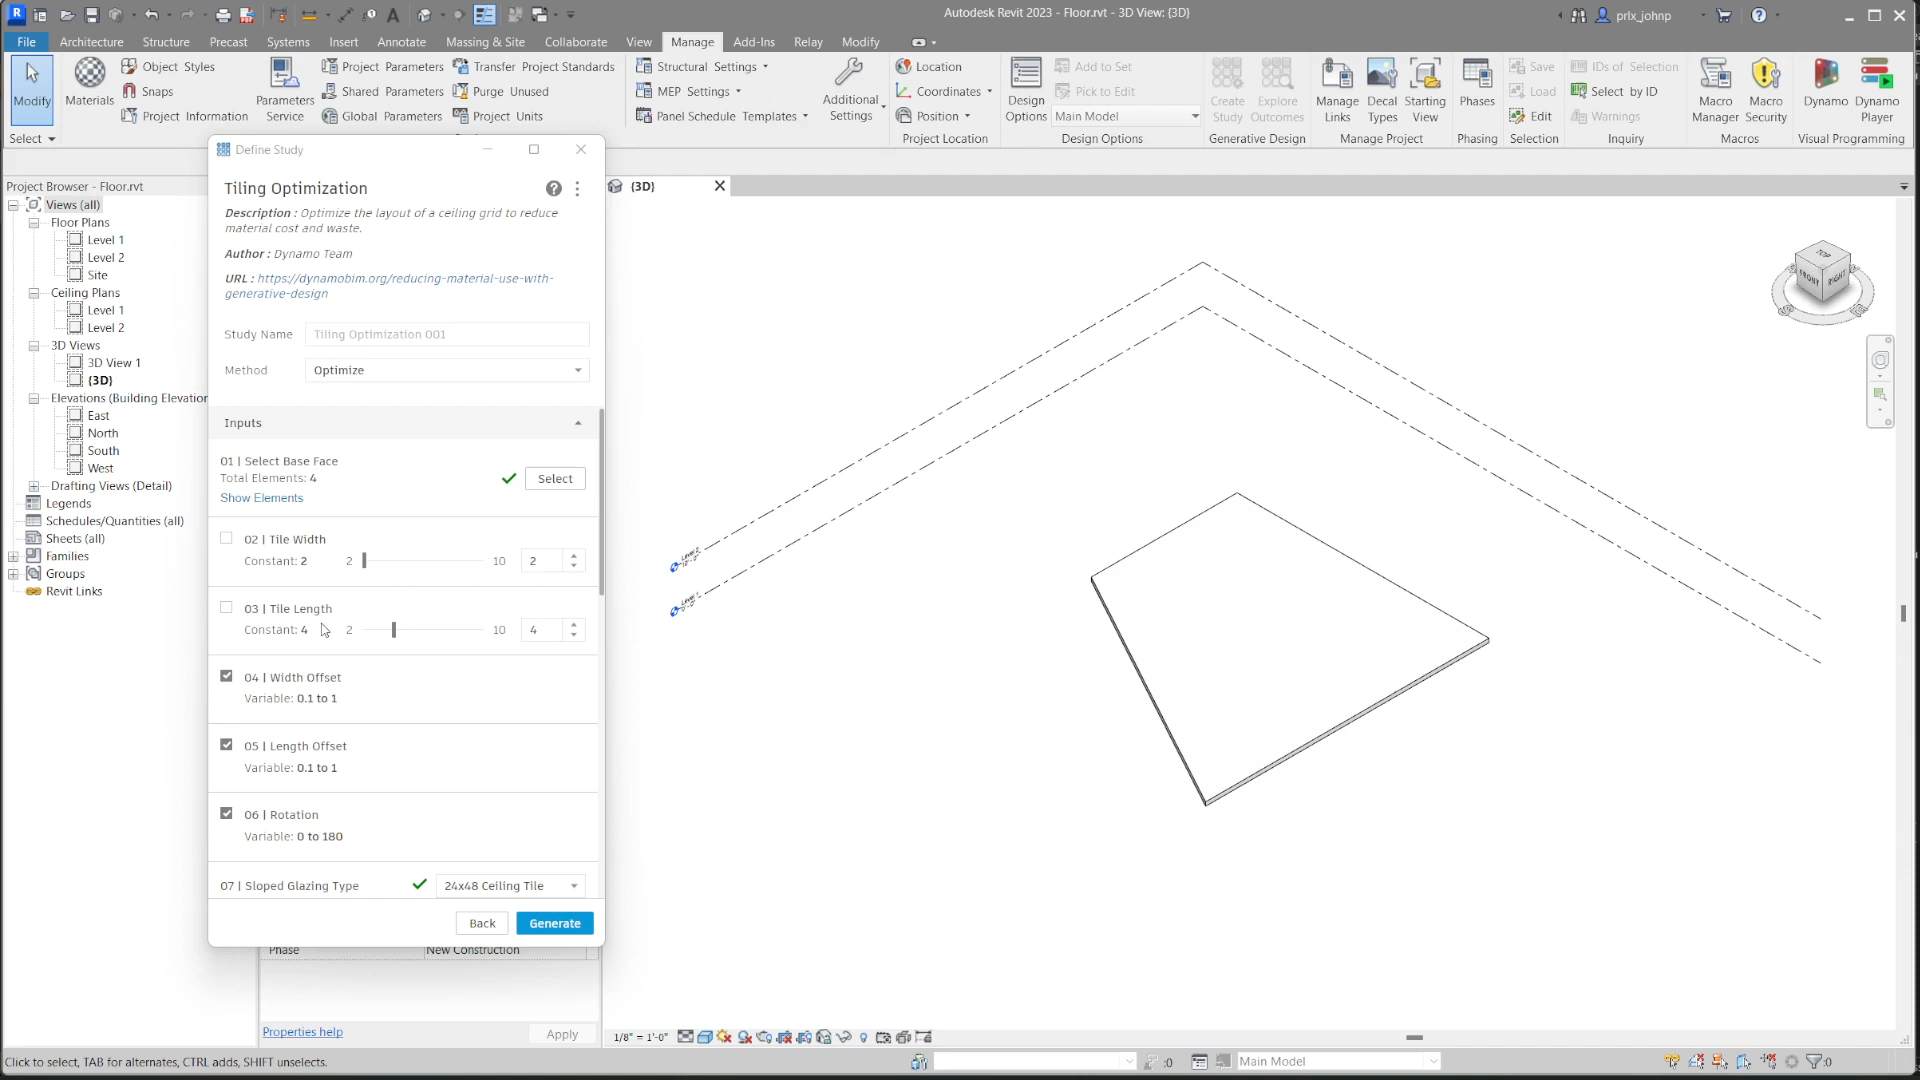 Autodesk Revit 2023 - Floor.rvt - 3D View: {3D}
prlx_johnp
File Architecture Structure Precast Systems Insert Annotate Massing & Site Collaborate View Manage Add-Ins Relay Modify
Modify
Select
Materials
Object Styles
Snaps
Project Information
Parameters Service
Project Parameters
Shared Parameters
Global Parameters
Transfer Project Standards
Purge Unused
Project Units
Structural Settings
MEP Settings
Panel Schedule Templates
Additional Settings
Location
Coordinates
Position
Project Location
Design Options
Add to Set
Pick to Edit
Main Model
Design Options
Create Study
Explore Outcomes
Generative Design
Manage Links
Decal Types
Starting View
Manage Project
Phases
Phasing
Save
Load
Edit
Selection
IDs of Selection
Select by ID
Warnings
Inquiry
Macro Manager
Macro Security
Macros
Dynamo
Dynamo Player
Visual Programming
Project Browser - Floor.rvt
Views (all)
Floor Plans
Level 1
Level 2
Site
Ceiling Plans
Level 1
Level 2
3D Views
3D View 1
{3D}
Elevations (Building Elevation
East
North
South
West
Drafting Views (Detail)
Legends
Schedules/Quantities (all)
Sheets (all)
Families
Groups
Revit Links
Define Study
Tiling Optimization
Description : Optimize the layout of a ceiling grid to reduce
material cost and waste.
Author : Dynamo Team
URL : https://dynamobim.org/reducing-material-use-with-
generative-design
Study Name Tiling Optimization 001
Method Optimize
Inputs
01 | Select Base Face
Total Elements: 4
Select
Show Elements
02 | Tile Width
Constant: 2 2 10 2
03 | Tile Length
Constant: 4 2 10 4
04 | Width Offset
Variable: 0.1 to 1
05 | Length Offset
Variable: 0.1 to 1
06 | Rotation
Variable: 0 to 180
07 | Sloped Glazing Type 24x48 Ceiling Tile
Back Generate
Phase New Construction
Properties help Apply
{3D}
Level 2
Level 1
TOP
FRONT RIGHT
1/8" = 1'-0"
Click to select, TAB for alternates, CTRL adds, SHIFT unselects.
:0
Main Model
:0